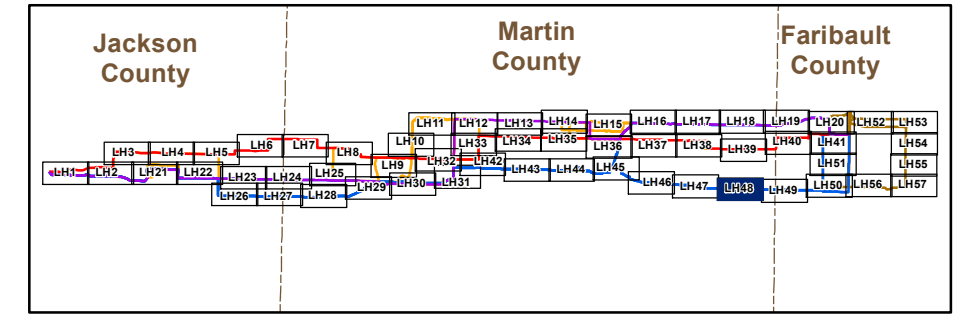 Jackson
County
Martin
County
Faribault
County
LH11 LH12 LH13 LH14 LH15 LH16 LH17 LH18 LH19 LH20 LH52 LH53
LH3 LH4 LH5 LH6 LH7 LH8 LH10 LH33 LH34 LH35 LH36 LH37 LH38 LH39 LH40 LH41 LH54
LH1 LH2 LH21 LH22 LH23 LH24 LH25 LH9 LH32 LH42 LH43 LH44 LH45 LH51 LH55
LH26 LH27 LH28 LH29 LH30 LH31 LH46 LH47 LH48 LH49 LH50 LH56 LH57